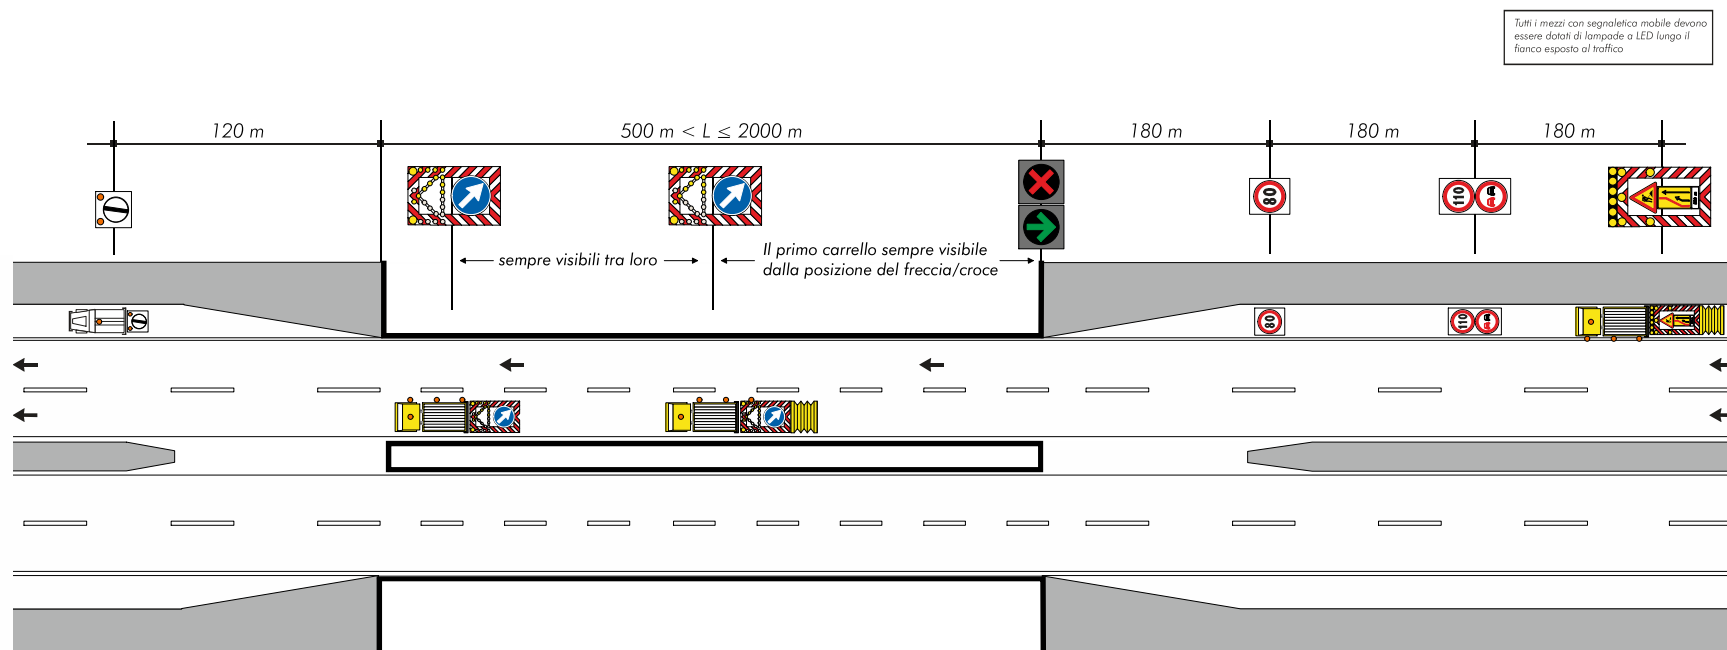 Tutti i mezzi con segnaletica mobile devono
essere dotati di lampade a LED lungo il
fianco esposto al traffico
120 m
500 m < L ≤ 2000 m
180 m
180 m
180 m
80
110
sempre visibili tra loro
Il primo carrello sempre visibile
dalla posizione del freccia/croce
80
110